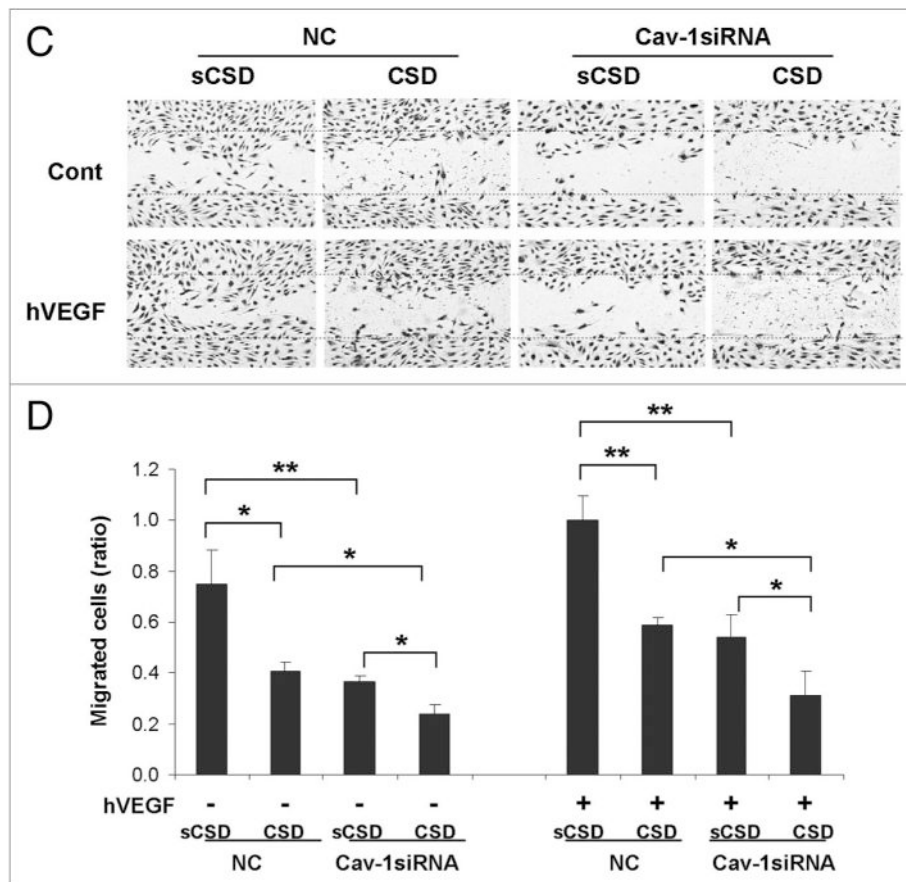 C
NC Cav-1siRNA
sCSD CSD sCSD CSD
Cont
hVEGF
D
** **
* **
* *
* *
1.2
1.0
0.8
0.6
0.4
0.2
0.0
Migrated cells (ratio)
hVEGF - - - - + + + +
sCSD CSD sCSD CSD sCSD CSD sCSD CSD
NC Cav-1siRNA NC Cav-1siRNA